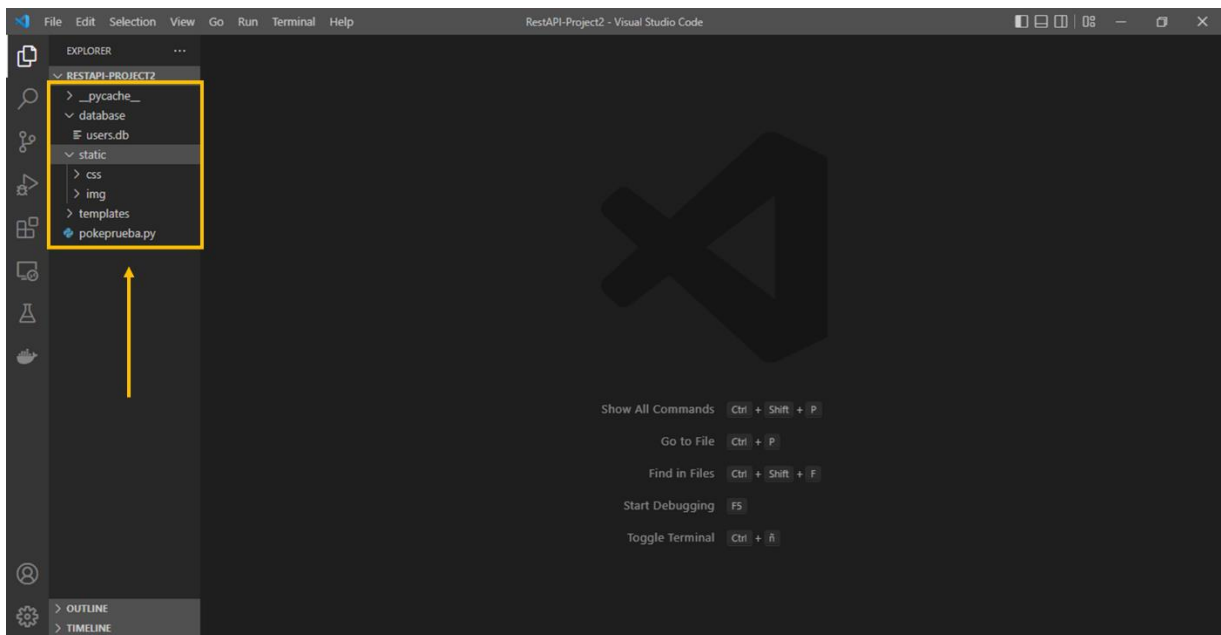 File Edit Selection View Go Run Terminal Help
RestAPI-Project2 - Visual Studio Code
EXPLORER
RESTAPI-PROJECT2
__pycache__
database
users.db
static
css
img
templates
pokeprueba.py
Show All Commands Ctrl + Shift + P
Go to File Ctrl + P
Find in Files Ctrl + Shift + F
Start Debugging F5
Toggle Terminal Ctrl + ñ
OUTLINE
TIMELINE